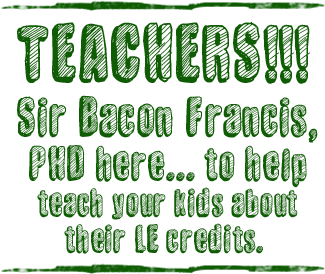 TEACHERS!!!
Sir Bacon Francis,
PHD here... to help
teach your kids about
their LE credits.